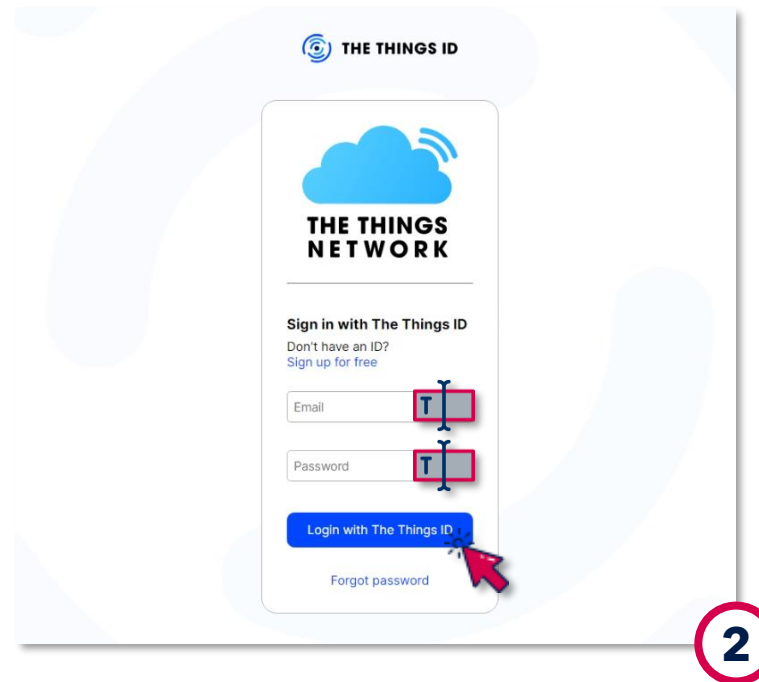 THE THINGS ID
THE THINGS
NETWORK
Sign in with The Things ID
Don't have an ID?
Sign up for free
Email T
Password T
Login with The Things ID
Forgot password
2